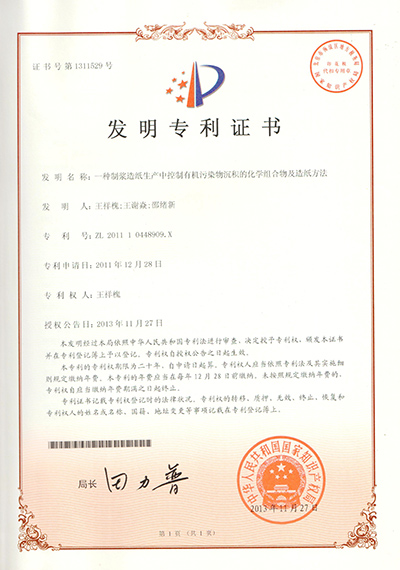 证书号第1311529号
发明专利证书
发明名称：一种制浆造纸生产中控制有机污染物沉积的化学组合物及造纸方法
发明人：王祥槐;王谢淼;邵绪新
专利号：ZL 2011 1 0448909.X
专利申请日：2011年12月28日
专利权人：王祥槐
授权公告日：2013年11月27日
本发明经过本局依照中华人民共和国专利法进行审查，决定授予专利权，颁发本证书
并在专利登记簿上予以登记。专利权自授权公告之日起生效。
本专利的专利权期限为二十年，自申请日起算。专利权人应当依照专利法及其实施细
则规定缴纳年费。本专利的年费应当在每年12月28日前缴纳。未按照规定缴纳年费的，
专利权自应当缴纳年费期满之日起终止。
专利证书记载专利权登记时的法律状况。专利权的转移、质押、无效、终止、恢复和
专利权人的姓名或名称、国籍、地址变更等事项记载在专利登记簿上。
局长 田力普
中华人民共和国国家知识产权局
2013年11月27日
第1页（共1页）